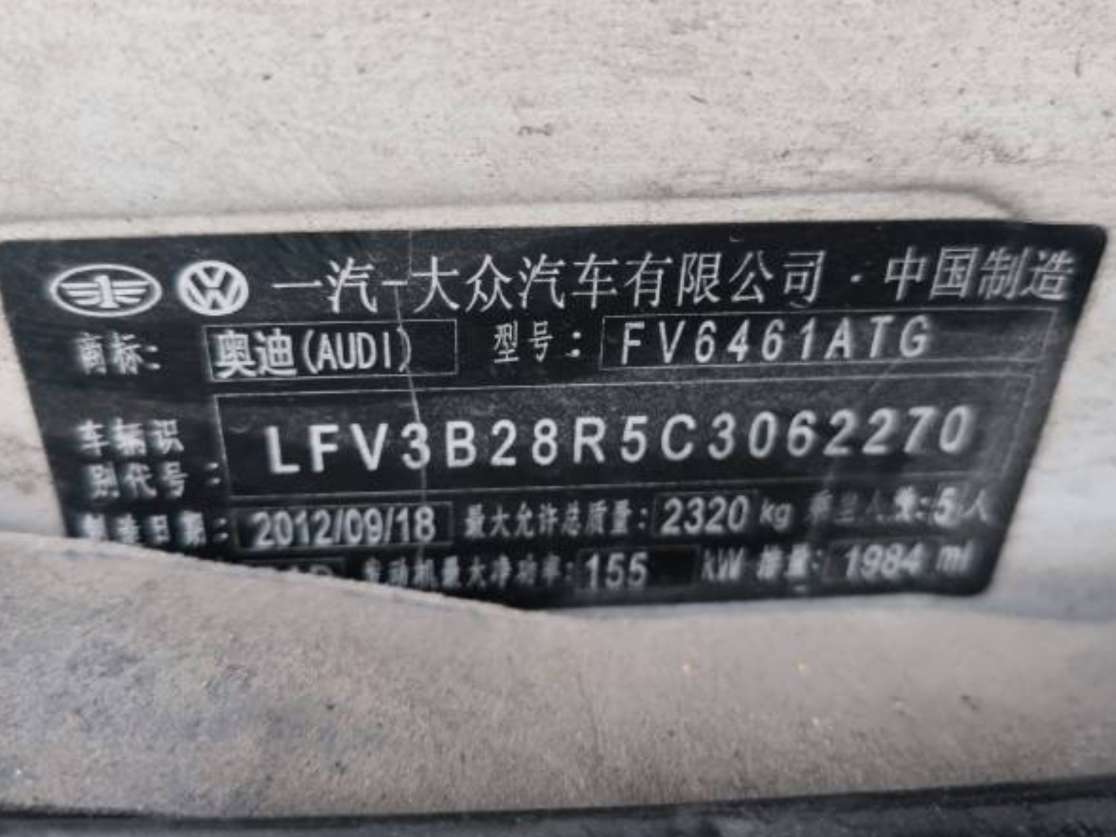 一汽-大众汽车有限公司·中国制造
商标: 奥迪(AUDI) 型号: FV6461ATG
车辆识别代号: LFV3B28R5C3062270
制造日期: 2012/09/18 最大允许总质量: 2320 kg 乘坐人数: 5人
发动机最大净功率: 155 kW 排量: 1984 ml